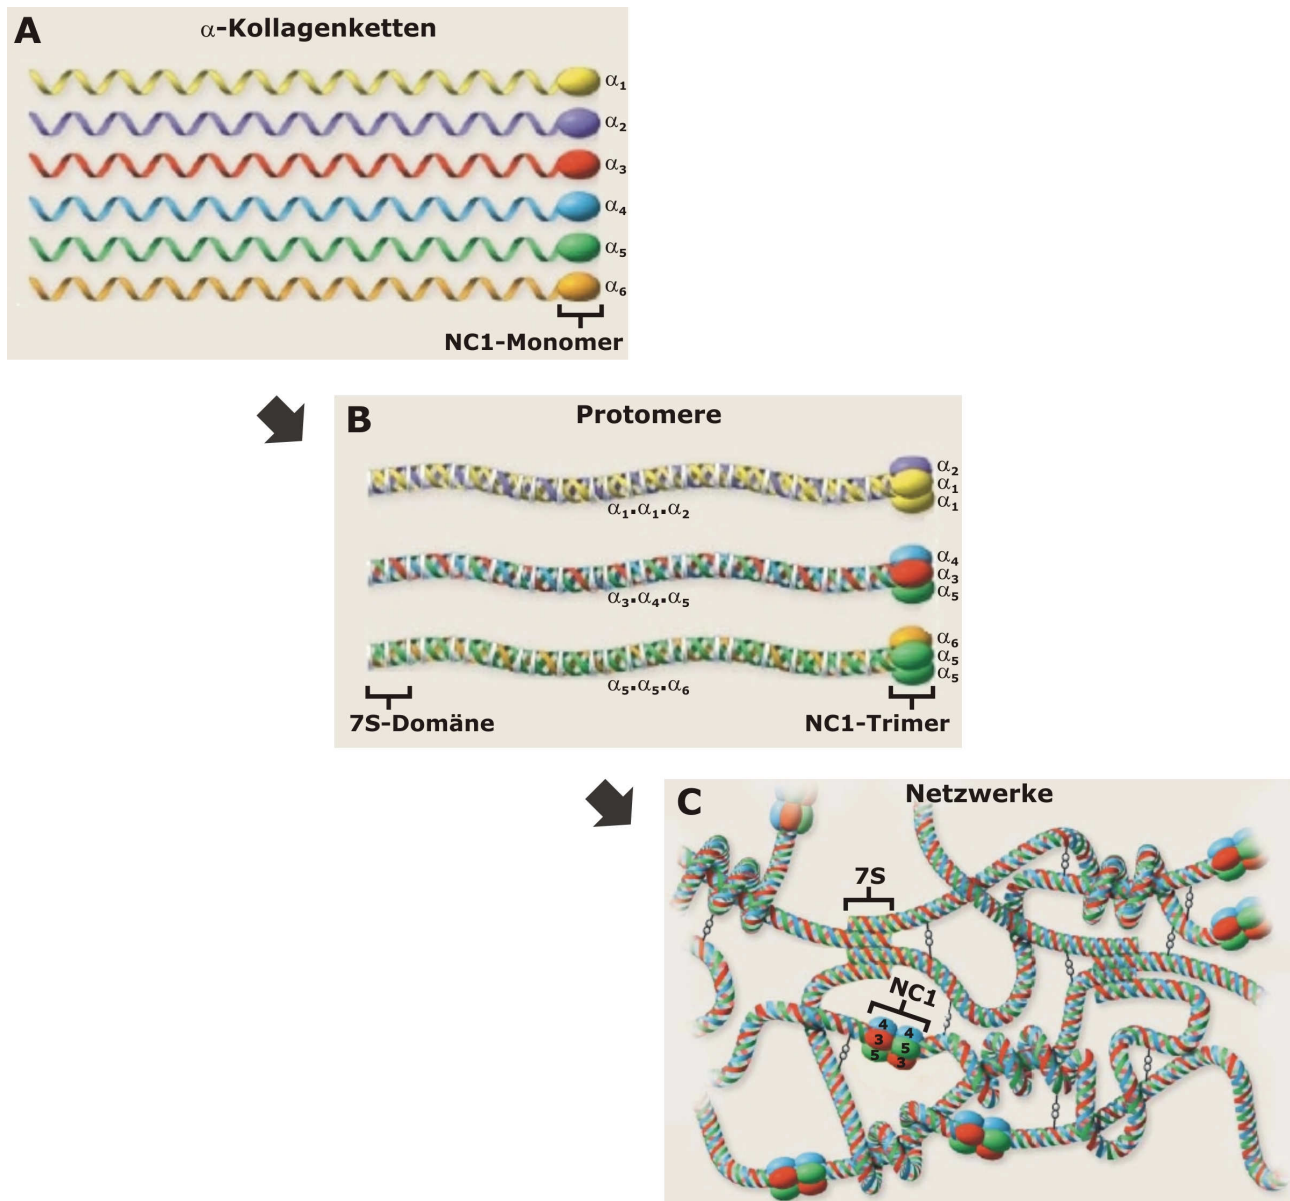 A
α-Kollagenketten
α1
α2
α3
α4
α5
α6
NC1-Monomer
B
Protomere
α2
α1
α1
α1·α1·α2
α4
α3
α5
α3·α4·α5
α6
α5
α5
α5·α5·α6
7S-Domäne
NC1-Trimer
C
Netzwerke
7S
NC1
4 4
3 5
5 3